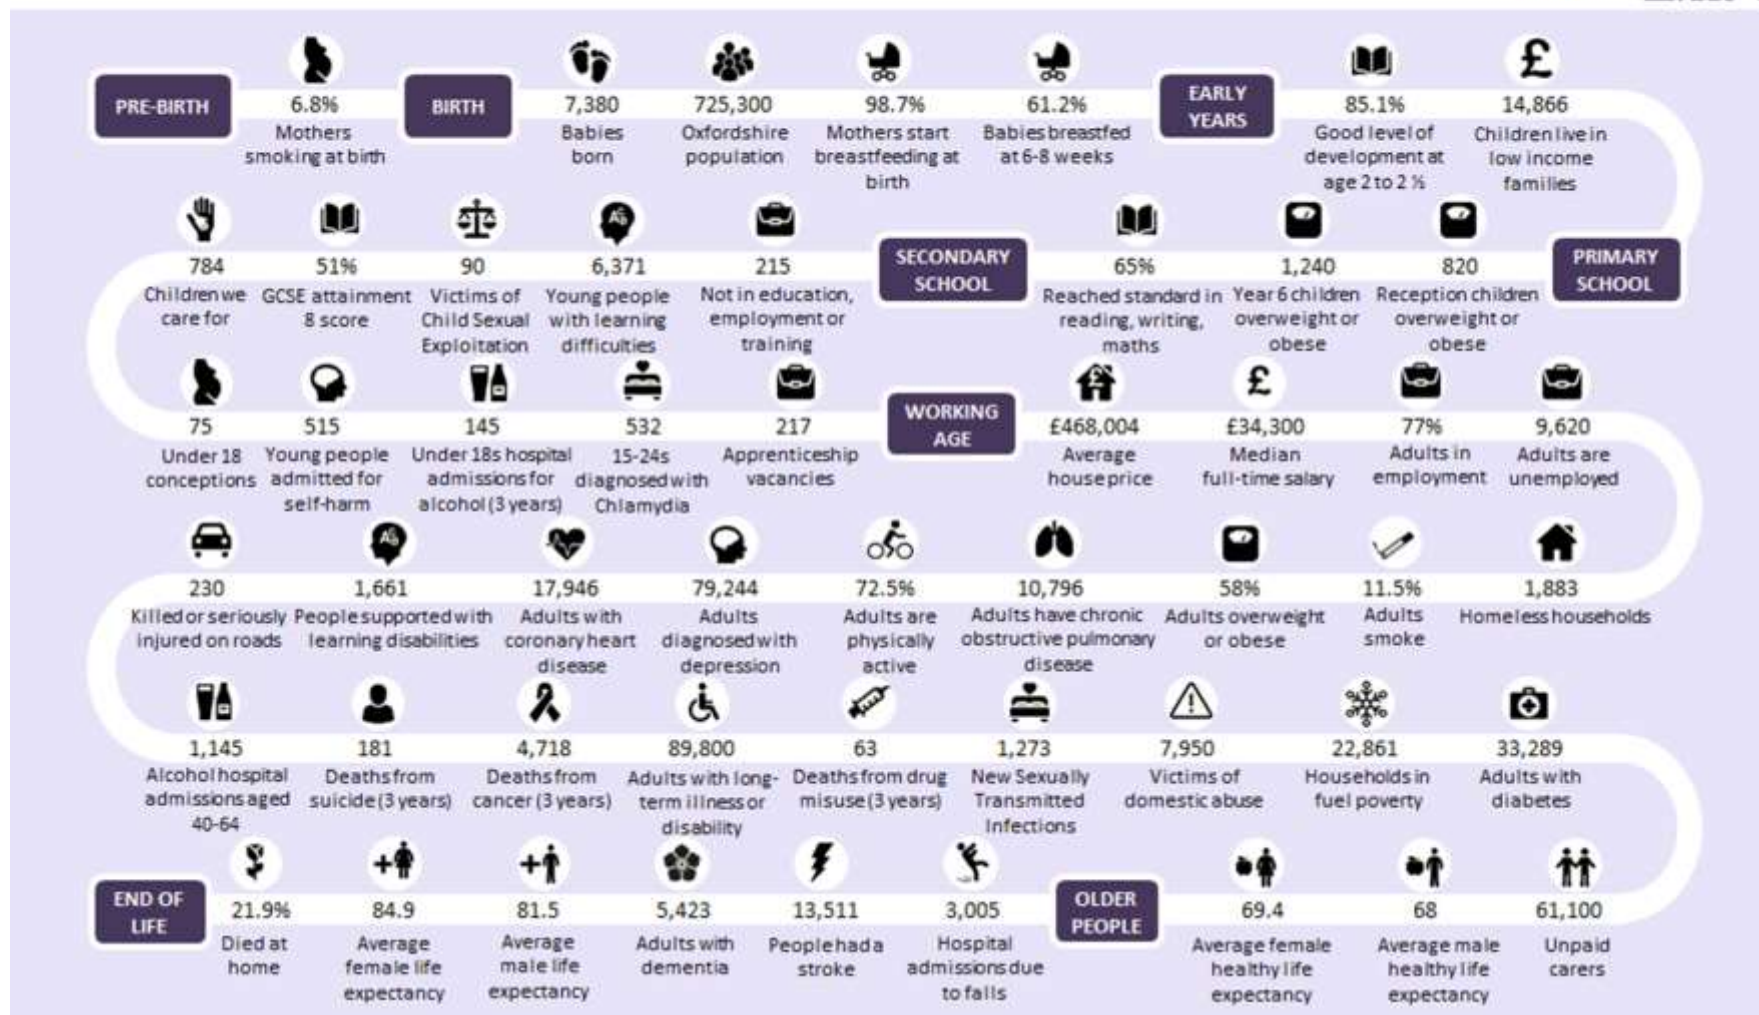 PRE-BIRTH
6.8%
Mothers
smoking at birth
BIRTH
7,380
Babies
born
725,300
Oxfordshire
population
98.7%
Mothers start
breastfeeding at
birth
61.2%
Babies breastfed
at 6-8 weeks
EARLY
YEARS
85.1%
Good level of
development at
age 2 to 2 ½
14,866
Children live in
low income
families
784
Children we
care for
51%
GCSE attainment
8 score
90
Victims of
Child Sexual
Exploitation
6,371
Young people
with learning
difficulties
215
Not in education,
employment or
training
SECONDARY
SCHOOL
65%
Reached standard in
reading, writing,
maths
1,240
Year 6 children
overweight or
obese
820
Reception children
overweight or
obese
PRIMARY
SCHOOL
75
Under 18
conceptions
515
Young people
admitted for
self-harm
145
Under 18s hospital
admissions for
alcohol (3 years)
532
15-24s
diagnosed with
Chlamydia
217
Apprenticeship
vacancies
WORKING
AGE
£468,004
Average
house price
£34,300
Median
full-time salary
77%
Adults in
employment
9,620
Adults are
unemployed
230
Killed or seriously
injured on roads
1,661
People supported with
learning disabilities
17,946
Adults with
coronary heart
disease
79,244
Adults
diagnosed with
depression
72.5%
Adults are
physically
active
10,796
Adults have chronic
obstructive pulmonary
disease
58%
Adults overweight
or obese
11.5%
Adults
smoke
1,883
Homeless households
1,145
Alcohol hospital
admissions aged
40-64
181
Deaths from
suicide (3 years)
4,718
Deaths from
cancer (3 years)
89,800
Adults with long-
term illness or
disability
63
Deaths from drug
misuse (3 years)
1,273
New Sexually
Transmitted
Infections
7,950
Victims of
domestic abuse
22,861
Households in
fuel poverty
33,289
Adults with
diabetes
END OF
LIFE
21.9%
Died at
home
84.9
Average
female life
expectancy
81.5
Average
male life
expectancy
5,423
Adults with
dementia
13,511
People had a
stroke
3,005
Hospital
admissions due
to falls
OLDER
PEOPLE
69.4
Average female
healthy life
expectancy
68
Average male
healthy life
expectancy
61,100
Unpaid
carers